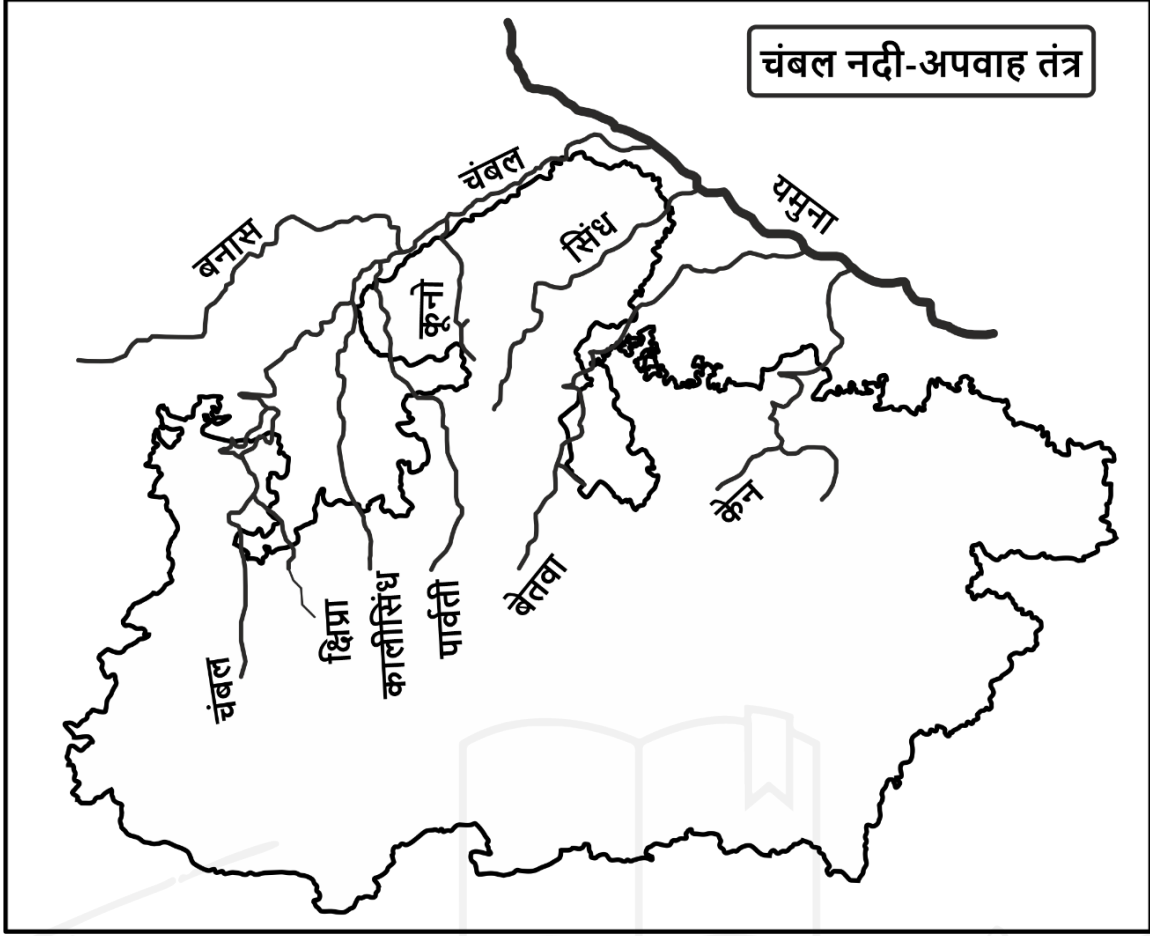 चंबल नदी-अपवाह तंत्र
चंबल
यमुना
बनास
सिंध
कूनो
केन
बेतवा
क्षिप्रा
कालीसिंध
पार्वती
चंबल